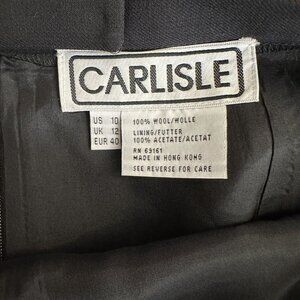 CARLISLE
US 10
UK 12
EUR 40
100% WOOL/WOLLE
LINING/FUTTER
100% ACETATE/ACETAT
RN 69161
MADE IN HONG KONG
SEE REVERSE FOR CARE